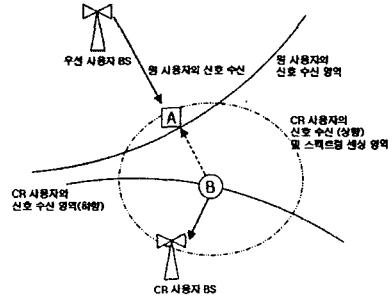 우선 사용자 BS
원 사용자의 신호 수신
원 사용자의
신호 수신 영역
A
CR 사용자의
신호 수신 (상향)
및 스펙트럼 센싱 영역
B
CR 사용자의
신호 수신 영역(하향)
CR 사용자 BS